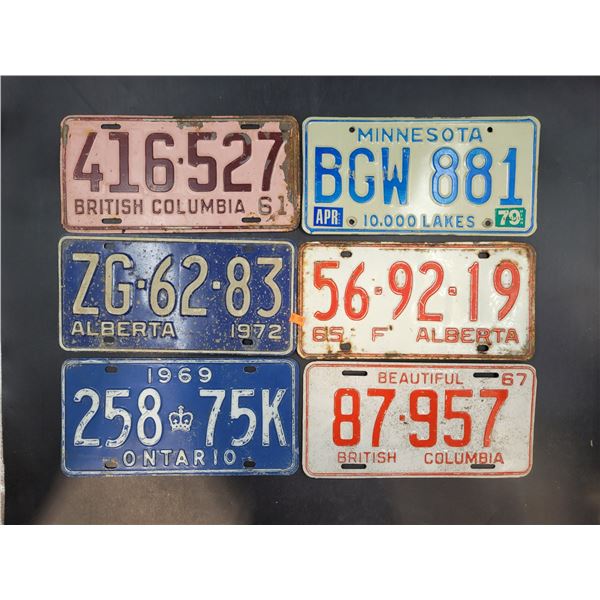 416·527
BRITISH COLUMBIA 61
MINNESOTA
BGW 881
APR 10,000 LAKES 79
ZG·62·83
ALBERTA 1972
56·92·19
65 F ALBERTA
1969
258 75K
ONTARIO
BEAUTIFUL 67
87·957
BRITISH COLUMBIA